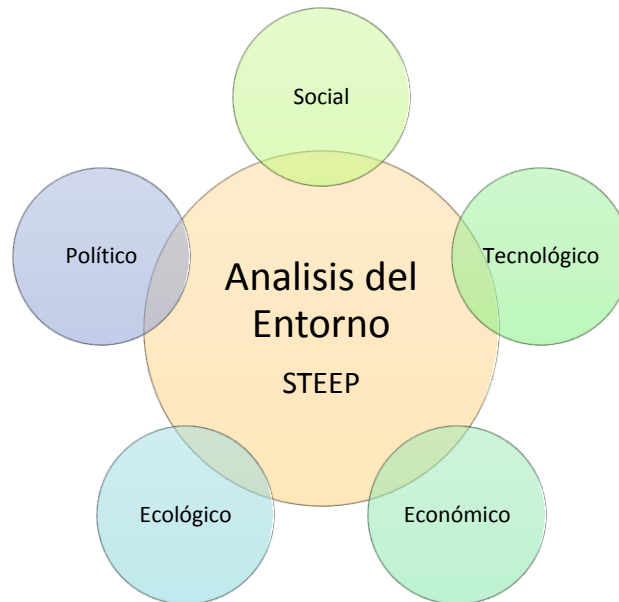 Social
Político
Tecnológico
Analisis del
Entorno
STEEP
Ecológico
Económico